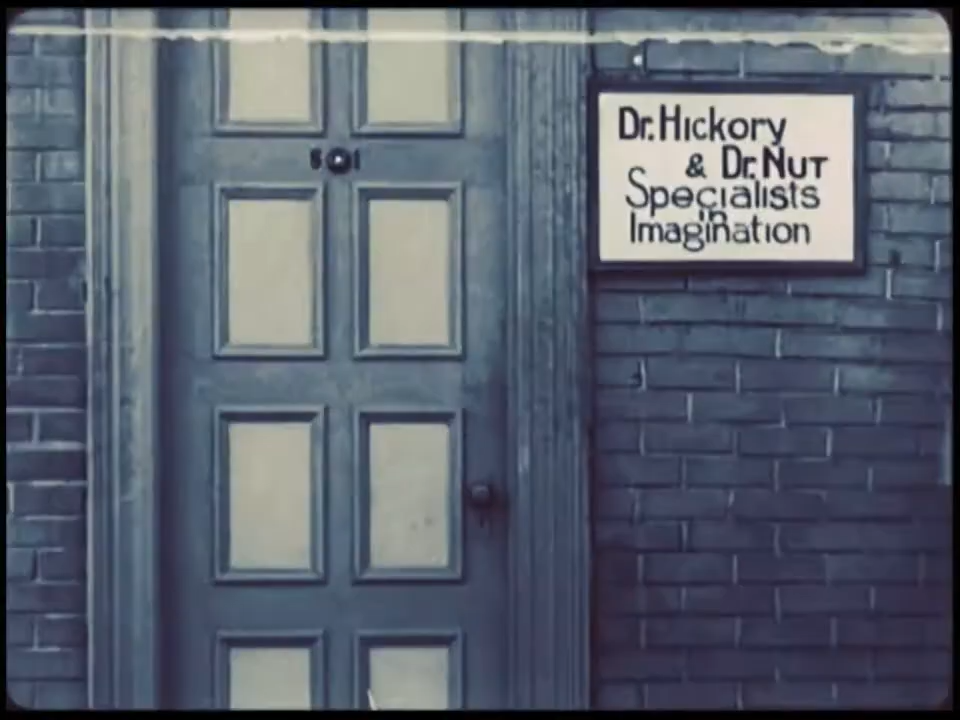 Dr. Hickory
& Dr. Nut
Specialists
in
Imagination